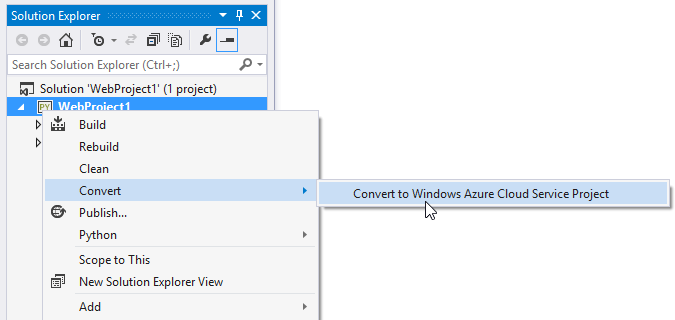 Solution Explorer
Search Solution Explorer (Ctrl+;)
Solution 'WebProject1' (1 project)
PY WebProject1
Build
Rebuild
Clean
Convert
Convert to Windows Azure Cloud Service Project
Publish...
Python
Scope to This
New Solution Explorer View
Add